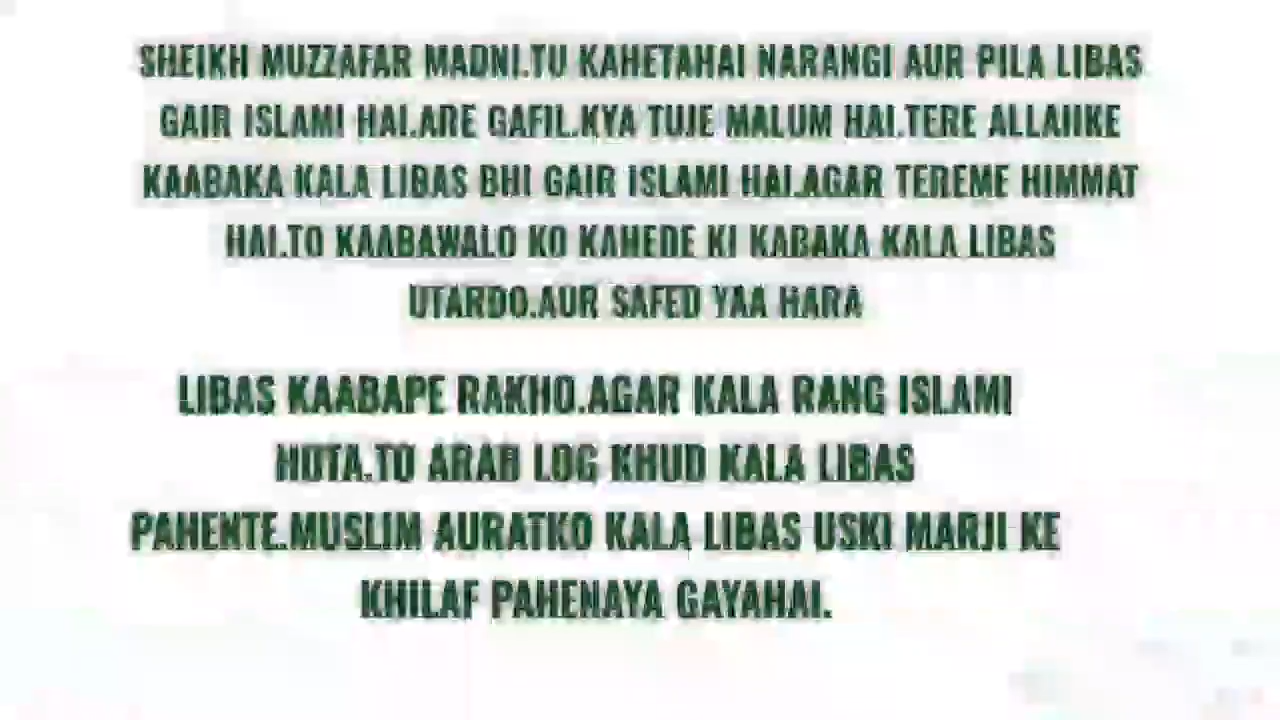 SHEIKH MUZZAFAR MADNI.TU KAHETAHAI NARANGI AUR PILA LIBAS
GAIR ISLAMI HAI.ARE GAFIL.KYA TUJE MALUM HAI.TERE ALLAHKE
KAABAKA KALA LIBAS BHI GAIR ISLAMI HAI.AGAR TEREME HIMMAT
HAI.TO KAABAWALO KO KAHEDE KI KABAKA KALA LIBAS
UTARDO.AUR SAFED YAA HARA
LIBAS KAABAPE RAKHO.AGAR KALA RANG ISLAMI
HOTA.TO ARAB LOG KHUD KALA LIBAS
PAHENTE.MUSLIM AURATKO KALA LIBAS USKI MARJI KE
KHILAF PAHENAYA GAYAHAI.